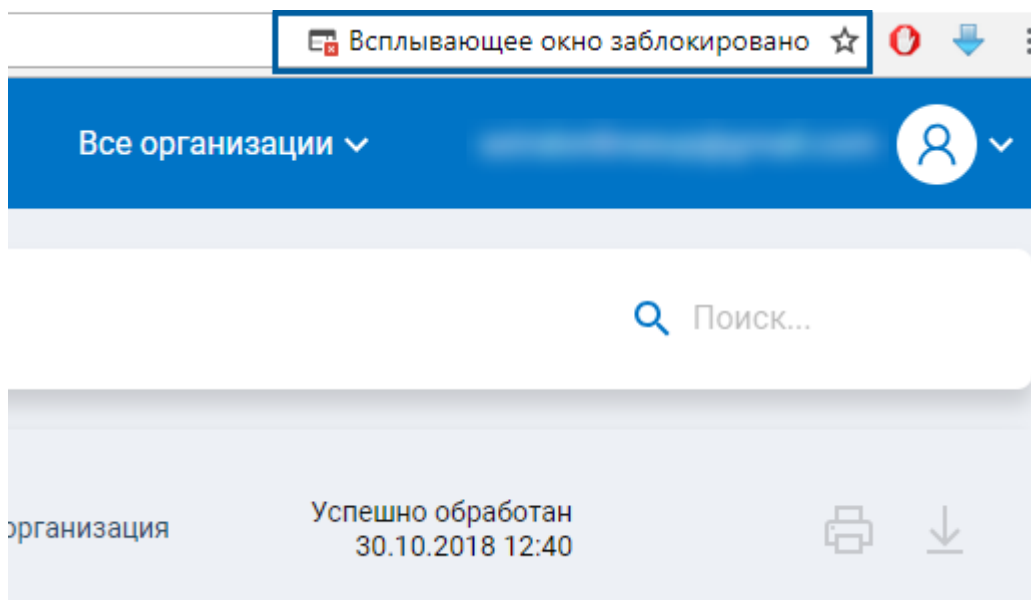 Всплывающее окно заблокировано
Все организации
Поиск...
организация
Успешно обработан
30.10.2018 12:40